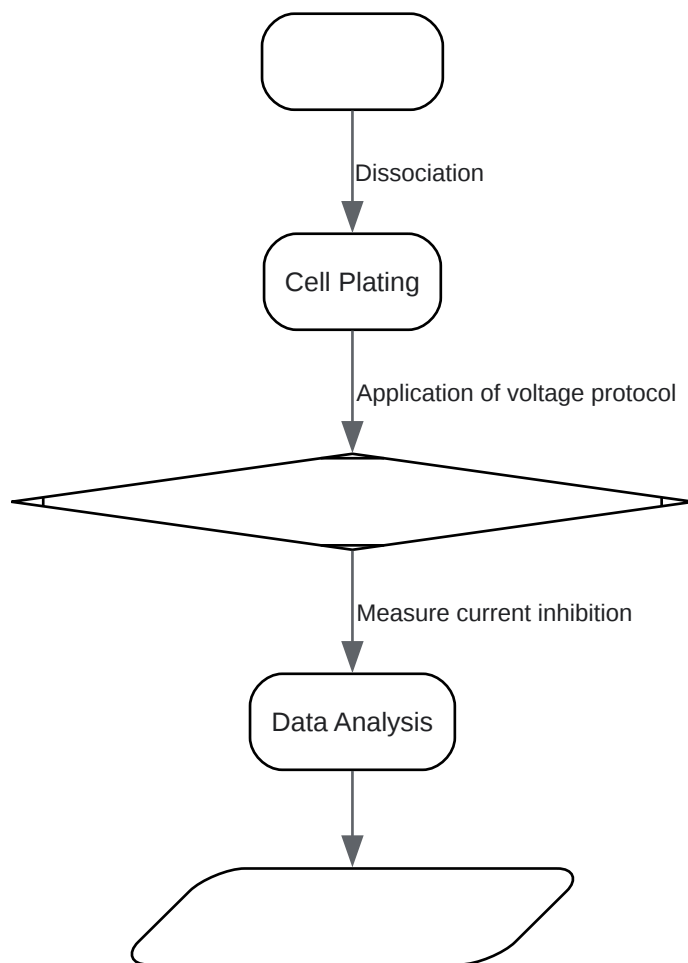 Dissociation
Cell Plating
Application of voltage protocol
Measure current inhibition
Data Analysis